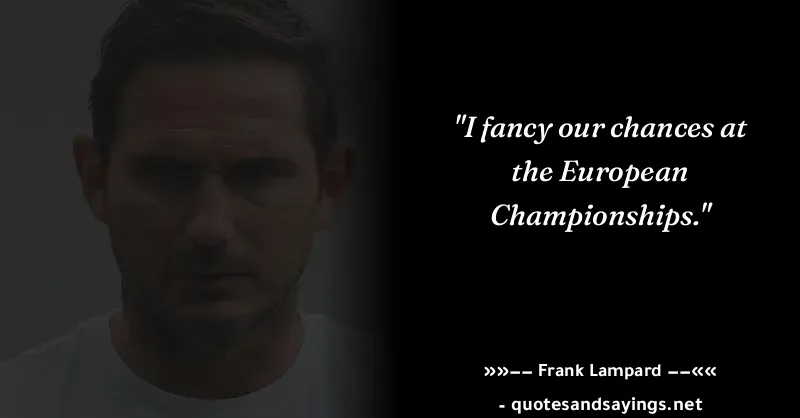 "I fancy our chances at
the European
Championships."
»»–– Frank Lampard ––««
- quotesandsayings.net